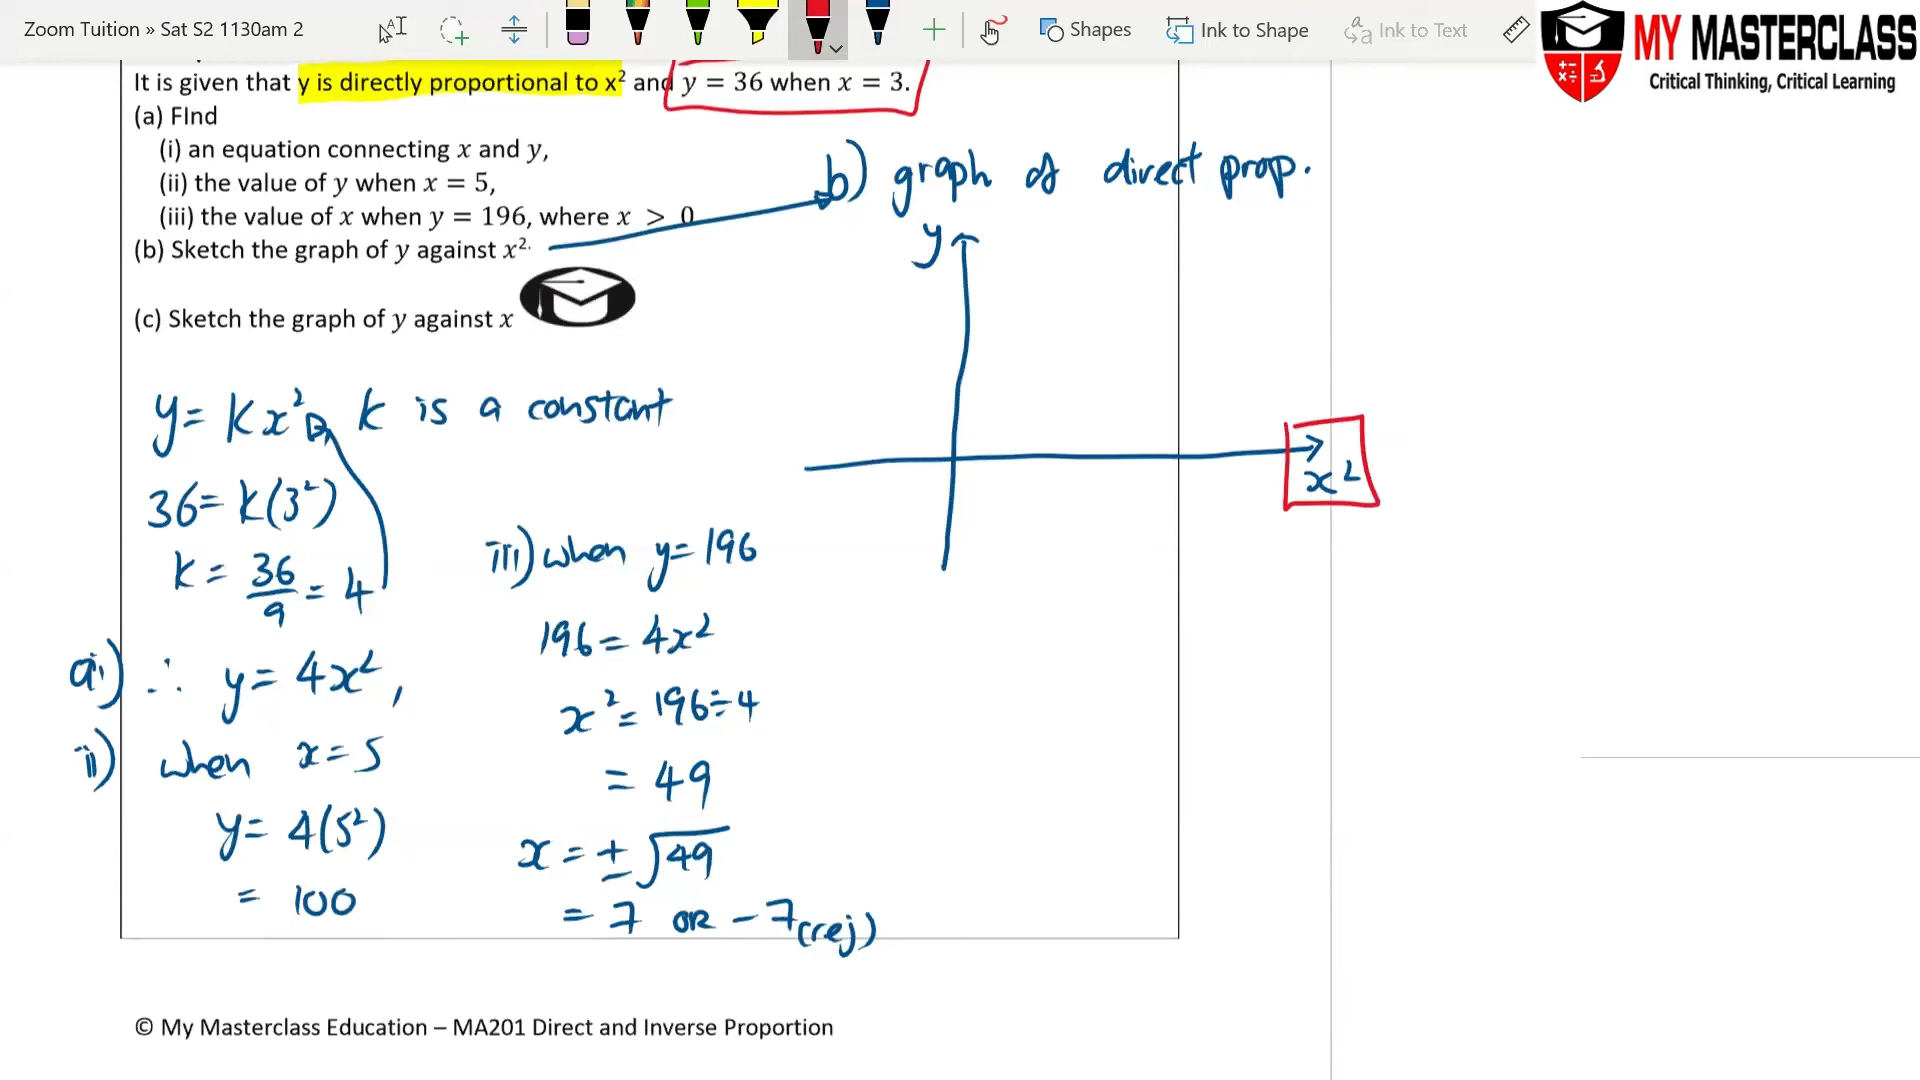 Zoom Tuition » Sat S2 1130am 2
Shapes
Ink to Shape
Ink to Text
MY MASTERCLASS
Critical Thinking, Critical Learning
It is given that y is directly proportional to x² and y = 36 when x = 3.
(a) FInd
(i) an equation connecting x and y,
(ii) the value of y when x = 5,
(iii) the value of x when y = 196, where x > 0
(b) Sketch the graph of y against x².
(c) Sketch the graph of y against x
y = kx², k is a constant
36 = k(3²)
k = 36/9 = 4
ai) ∴ y = 4x²,
ii) when x = 5
y = 4(5²)
= 100
iii) when y = 196
196 = 4x²
x² = 196 ÷ 4
= 49
x = ±√49
= 7 OR -7 (rej)
b) graph of direct prop.
y
x²
© My Masterclass Education – MA201 Direct and Inverse Proportion